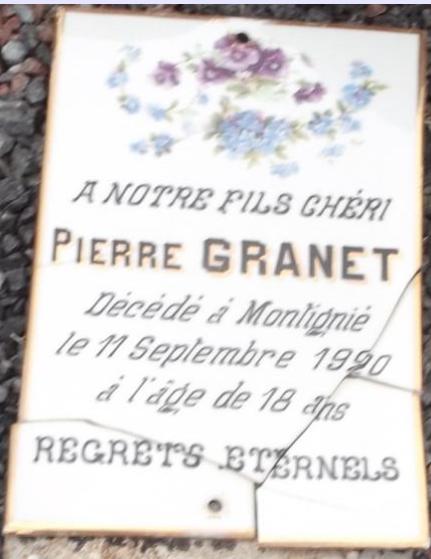 A NOTRE FILS CHÉRI
PIERRE GRANET
Décédé á Montignié
le 11 Septembre 1920
á l'âge de 18 ans
REGRETS ETERNELS